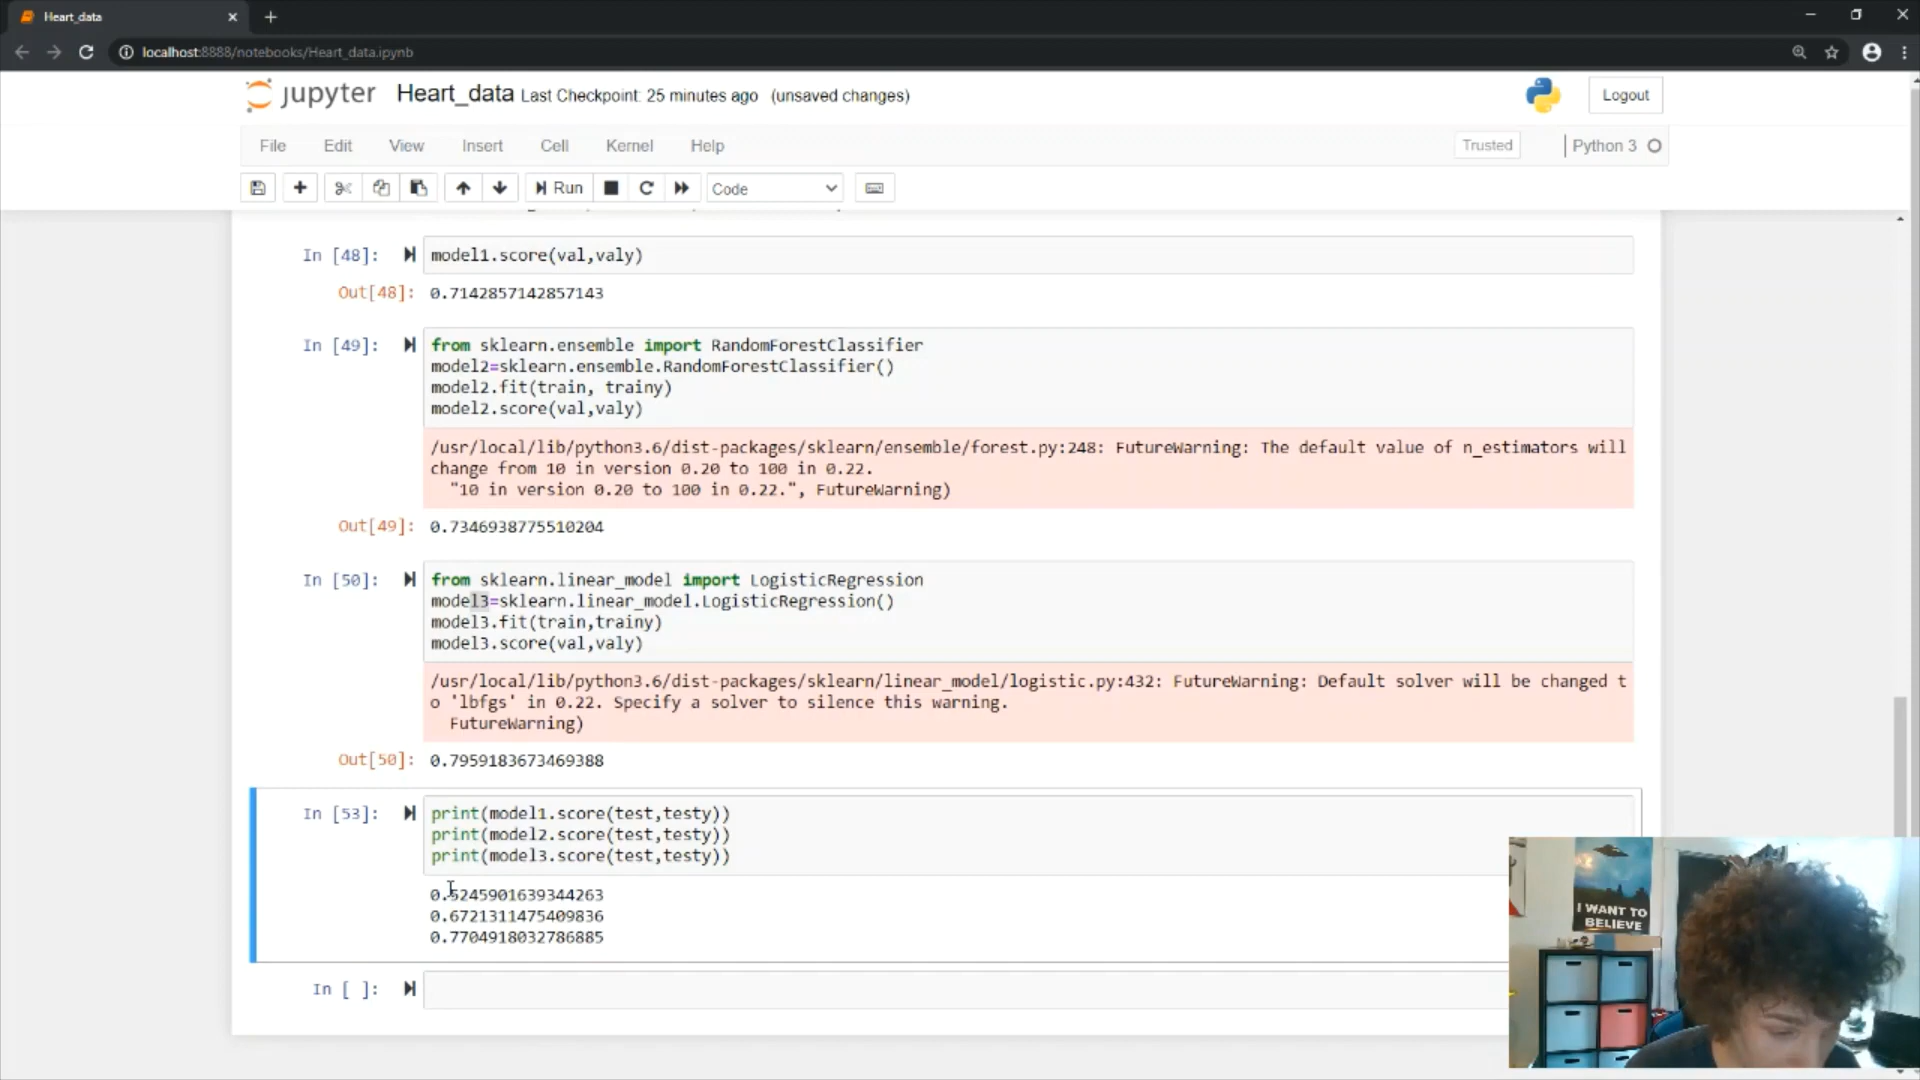 Heart_data
localhost:8888/notebooks/Heart_data.ipynb
jupyter Heart_data Last Checkpoint: 25 minutes ago (unsaved changes)
Logout
File Edit View Insert Cell Kernel Help
Trusted Python 3
Run Code
In [48]: model1.score(val,valy)
Out[48]: 0.7142857142857143
In [49]: from sklearn.ensemble import RandomForestClassifier
model2=sklearn.ensemble.RandomForestClassifier()
model2.fit(train, trainy)
model2.score(val,valy)
/usr/local/lib/python3.6/dist-packages/sklearn/ensemble/forest.py:248: FutureWarning: The default value of n_estimators will
change from 10 in version 0.20 to 100 in 0.22.
"10 in version 0.20 to 100 in 0.22.", FutureWarning)
Out[49]: 0.7346938775510204
In [50]: from sklearn.linear_model import LogisticRegression
model3=sklearn.linear_model.LogisticRegression()
model3.fit(train,trainy)
model3.score(val,valy)
/usr/local/lib/python3.6/dist-packages/sklearn/linear_model/logistic.py:432: FutureWarning: Default solver will be changed t
o 'lbfgs' in 0.22. Specify a solver to silence this warning.
FutureWarning)
Out[50]: 0.7959183673469388
In [53]: print(model1.score(test,testy))
print(model2.score(test,testy))
print(model3.score(test,testy))
0.5245901639344263
0.6721311475409836
0.7704918032786885
In [ ]:
I WANT TO
BELIEVE